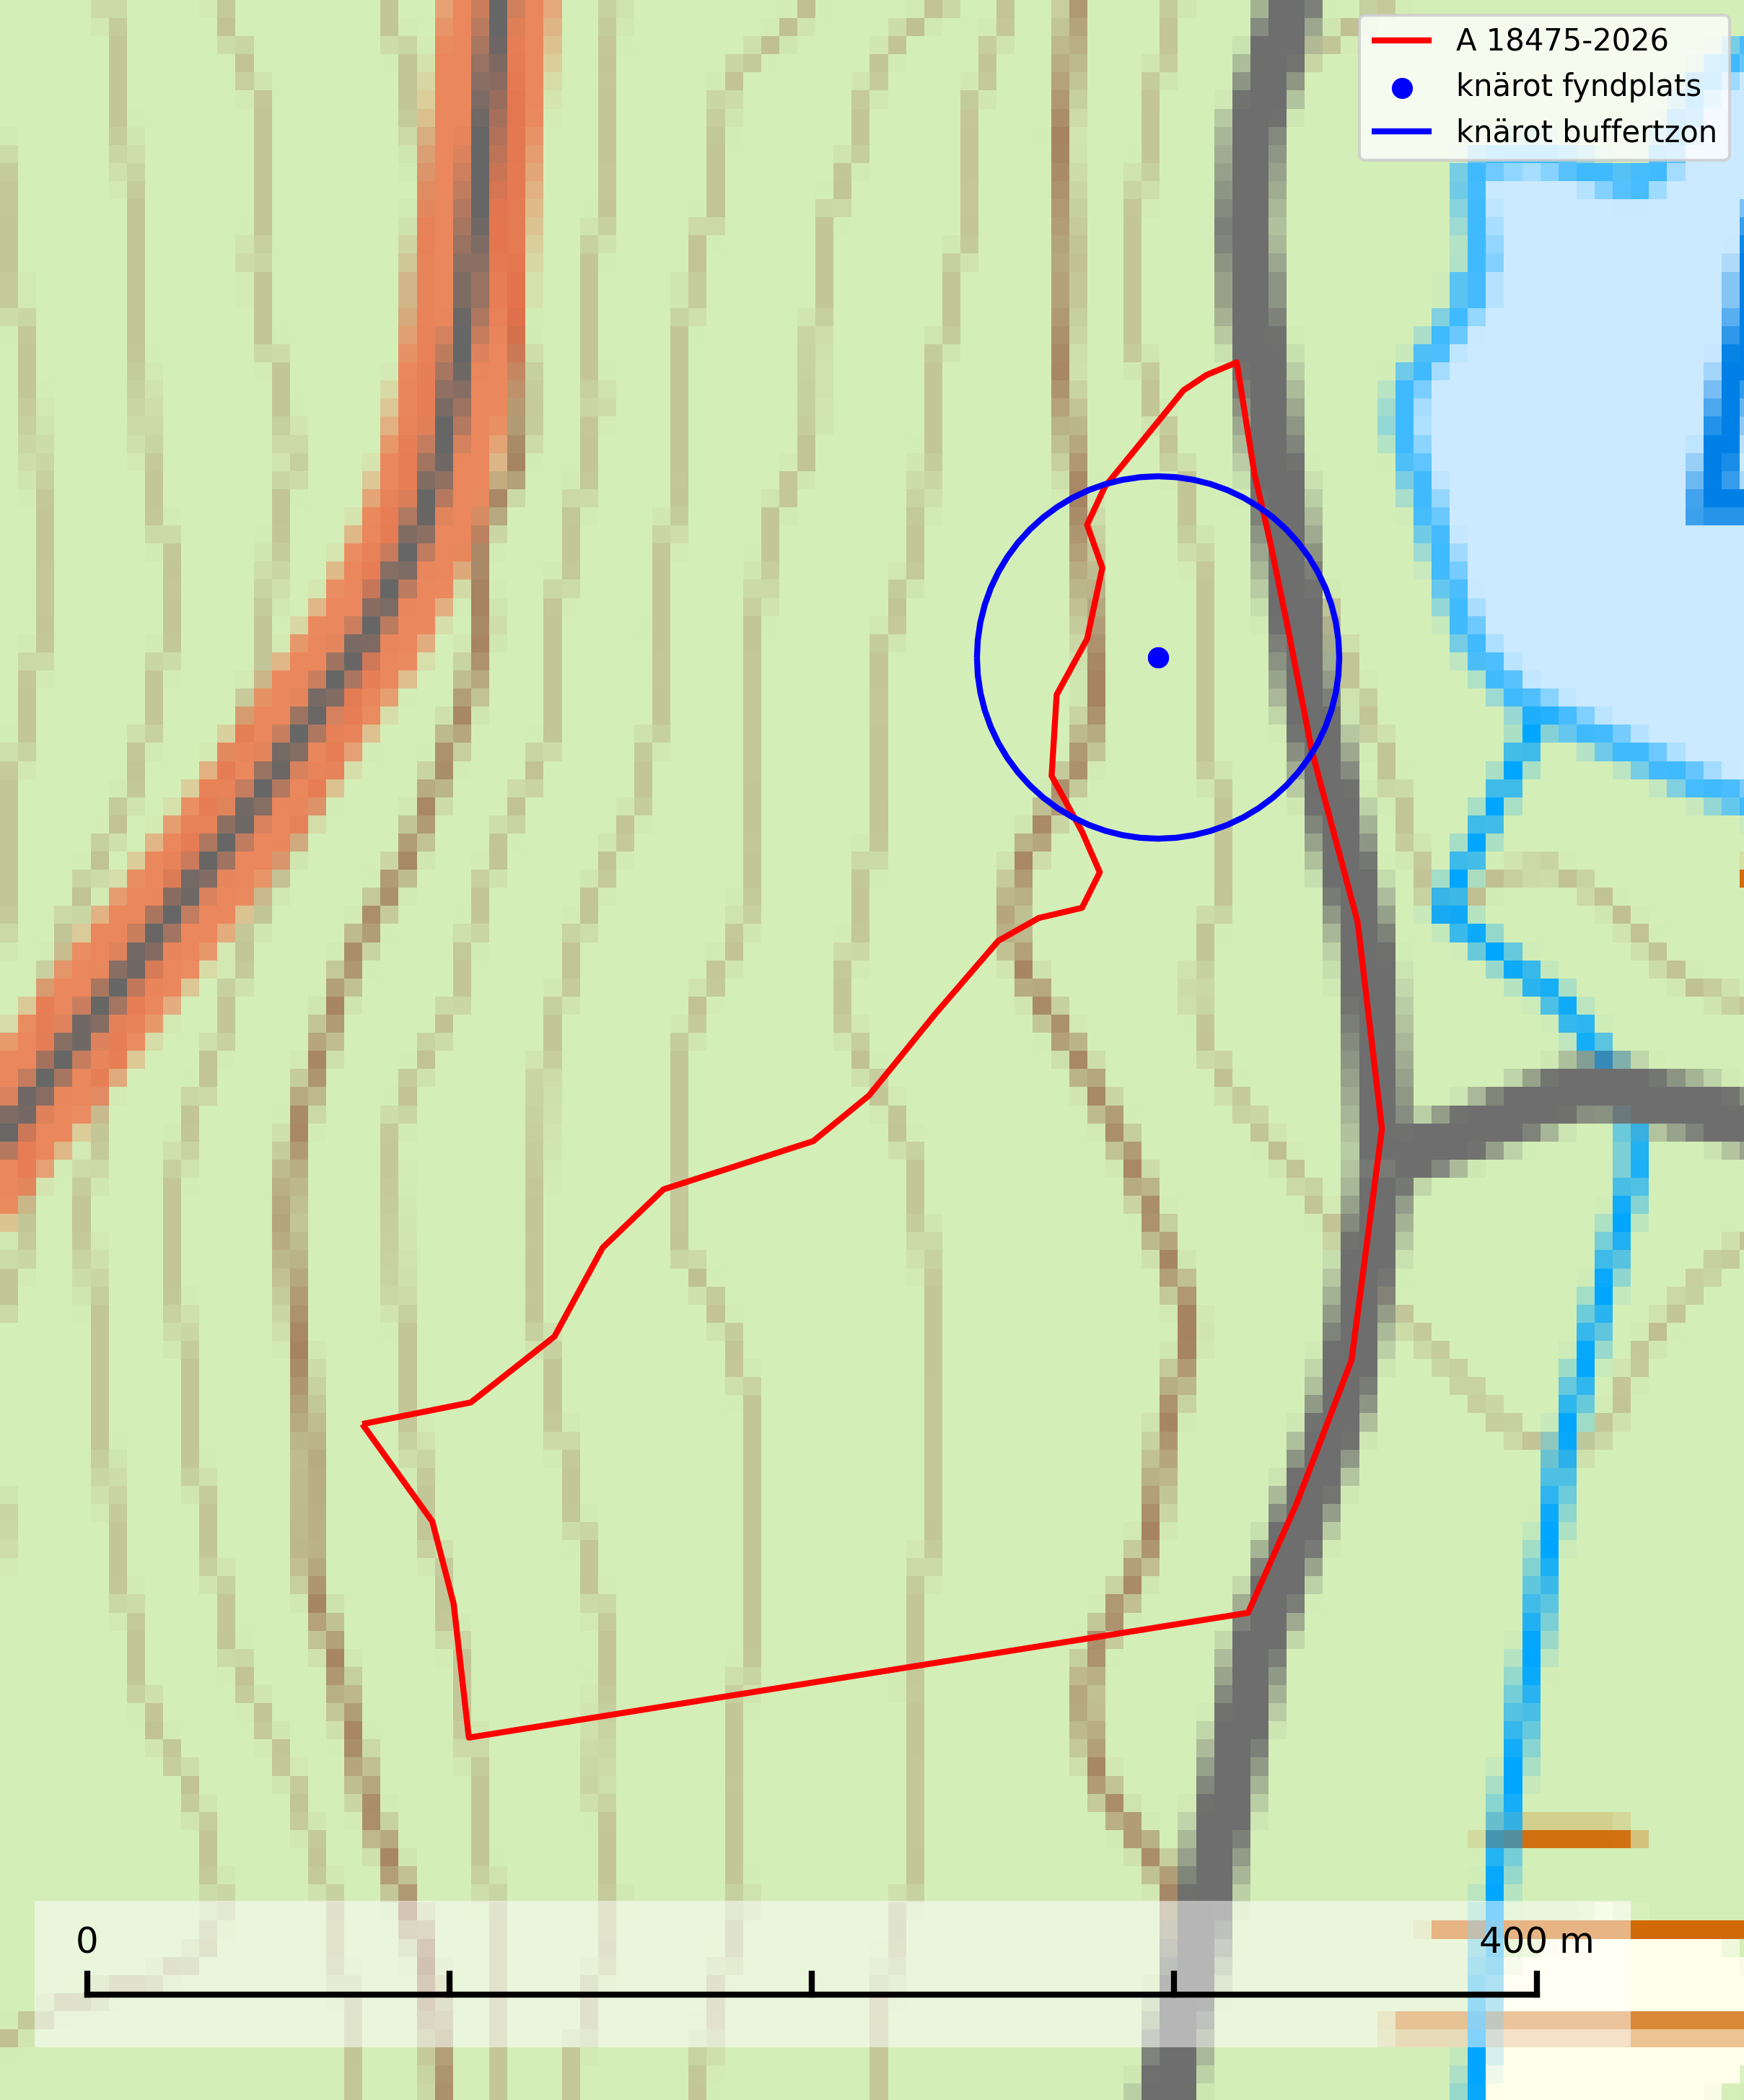 A 18475-2026
knärot fyndplats
knärot buffertzon
0
400 m